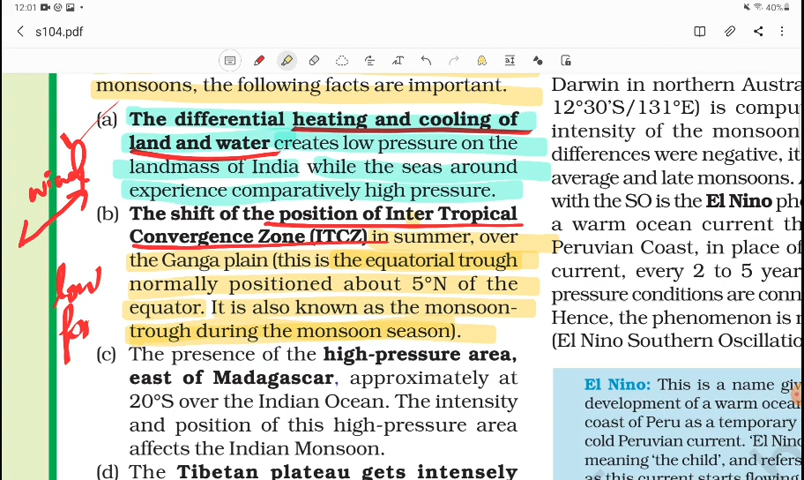 12:01
40%
s104.pdf
monsoons, the following facts are important.
(a) The differential heating and cooling of
land and water creates low pressure on the
landmass of India while the seas around
experience comparatively high pressure.
(b) The shift of the position of Inter Tropical
Convergence Zone (ITCZ) in summer, over
the Ganga plain (this is the equatorial trough
normally positioned about 5°N of the
equator. It is also known as the monsoon-
trough during the monsoon season).
(c) The presence of the high-pressure area,
east of Madagascar, approximately at
20°S over the Indian Ocean. The intensity
and position of this high-pressure area
affects the Indian Monsoon.
(d) The Tibetan plateau gets intensely
wind
low
Darwin in northern Austra
12°30'S/131°E) is compu
intensity of the monsoon
differences were negative, it
average and late monsoons.
with the SO is the El Nino ph
a warm ocean current th
Peruvian Coast, in place of
current, every 2 to 5 year
pressure conditions are conn
Hence, the phenomenon is r
(El Nino Southern Oscillatio
El Nino: This is a name giv
development of a warm ocea
coast of Peru as a temporary
cold Peruvian current. 'El Nino
meaning 'the child', and refers
as this current starts flowing